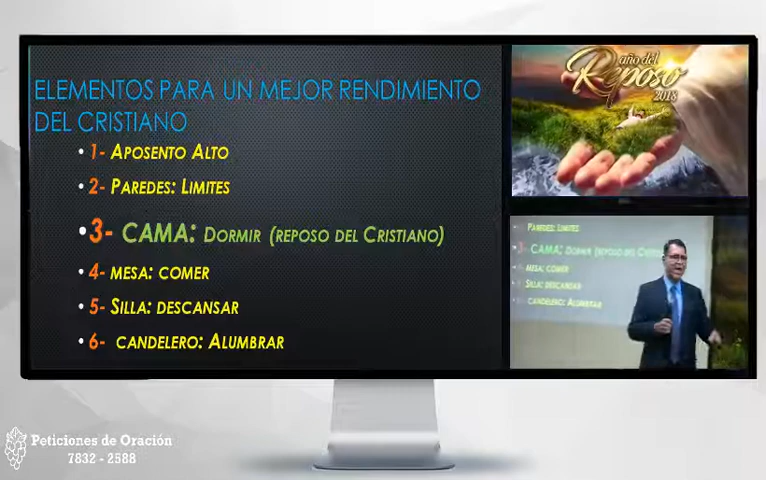 ELEMENTOS PARA UN MEJOR RENDIMIENTO
DEL CRISTIANO
• 1- APOSENTO ALTO
• 2- PAREDES: LIMITES
• 3- CAMA: DORMIR (REPOSO DEL CRISTIANO)
• 4- MESA: COMER
• 5- SILLA: DESCANSAR
• 6- CANDELERO: ALUMBRAR
año del
Reposo
2018
PAREDES: LIMITES
3- CAMA: DORMIR (REPOSO DEL
MESA: COMER
SILLA: DESCANSAR
CANDELERO: ALUMBRAR
Peticiones de Oración
7832 - 2588